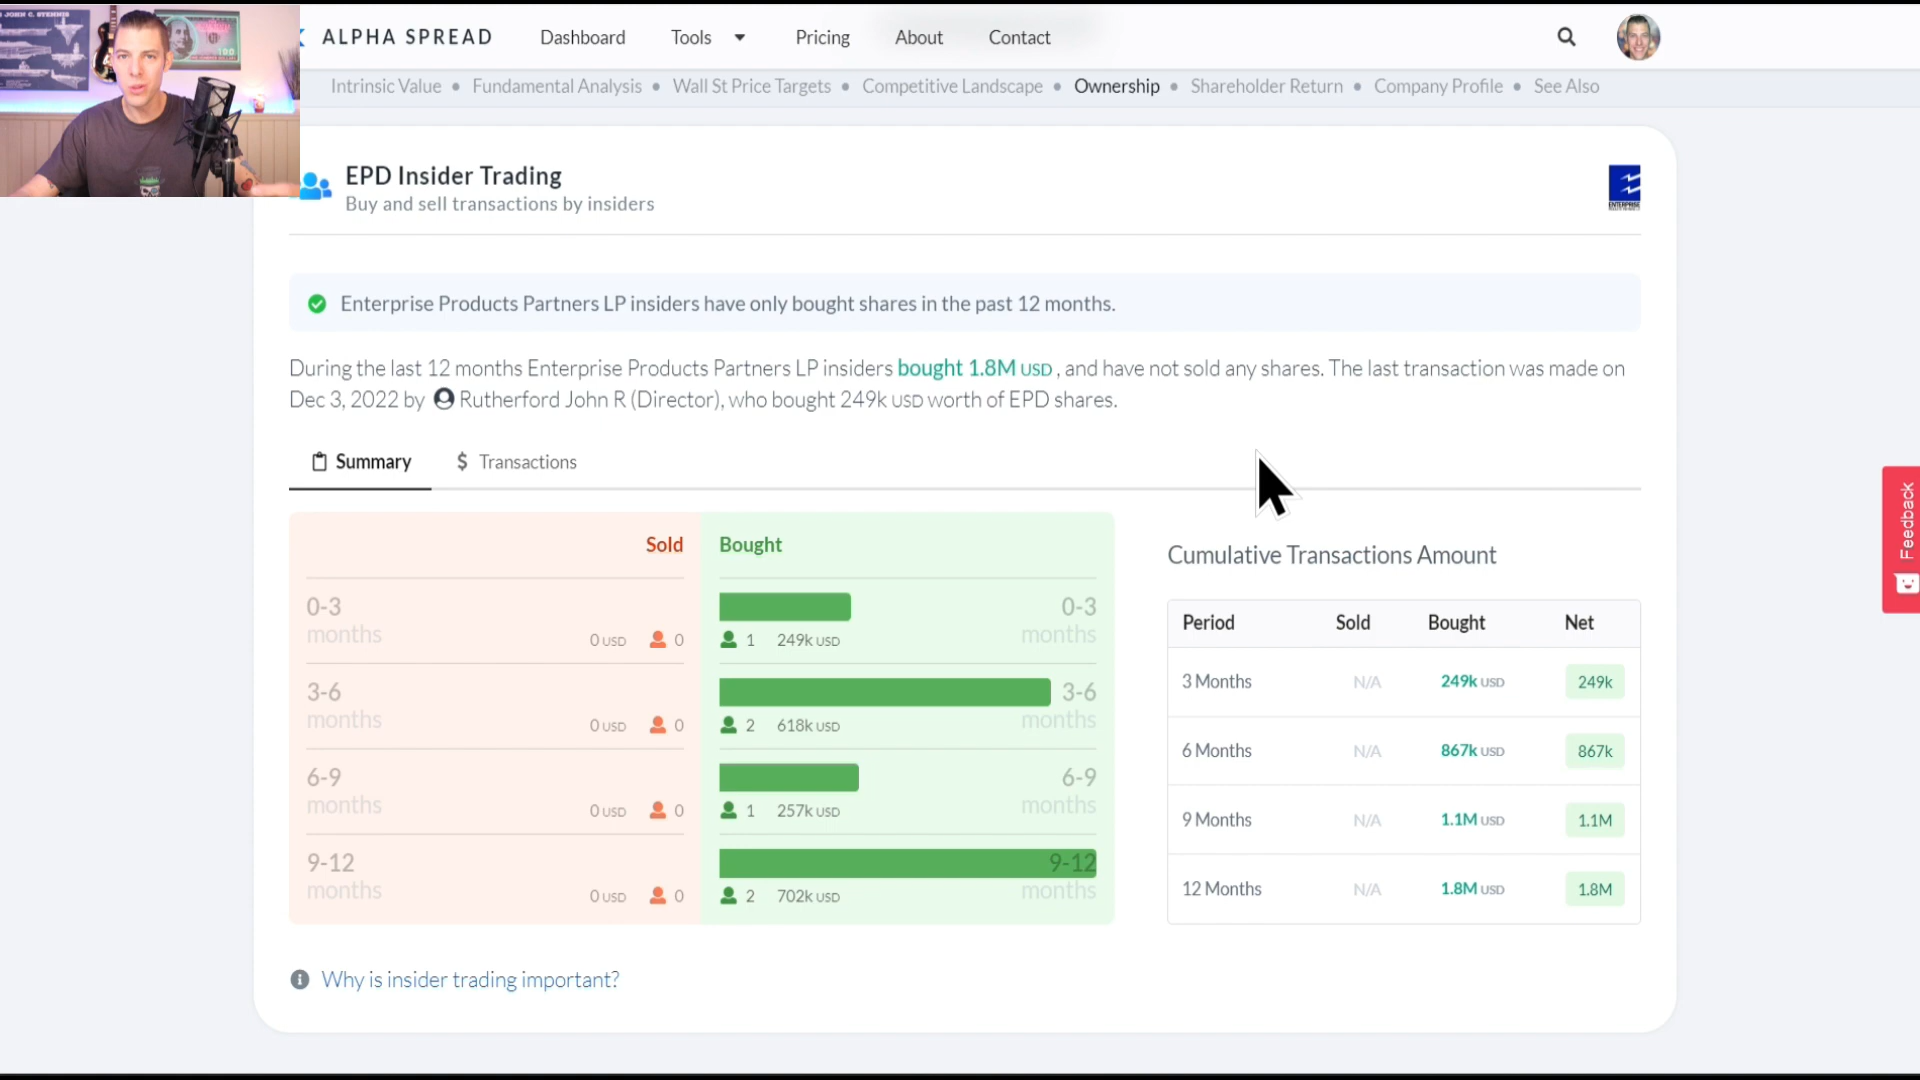 JOHN C. STENNIS
100
ALPHA SPREAD
Dashboard
Tools
Pricing
About
Contact
Intrinsic Value • Fundamental Analysis • Wall St Price Targets • Competitive Landscape • Ownership • Shareholder Return • Company Profile • See Also
EPD Insider Trading
Buy and sell transactions by insiders
ENTERPRISE
Enterprise Products Partners LP insiders have only bought shares in the past 12 months.
During the last 12 months Enterprise Products Partners LP insiders bought 1.8M USD , and have not sold any shares. The last transaction was made on
Dec 3, 2022 by Rutherford John R (Director), who bought 249k USD worth of EPD shares.
Summary
$ Transactions
Sold
Bought
0-3
months
0 USD 0
1 249k USD
0-3
months
3-6
months
0 USD 0
2 618k USD
3-6
months
6-9
months
0 USD 0
1 257k USD
6-9
months
9-12
months
0 USD 0
2 702k USD
9-12
months
Cumulative Transactions Amount
Period Sold Bought Net
3 Months N/A 249k USD 249k
6 Months N/A 867k USD 867k
9 Months N/A 1.1M USD 1.1M
12 Months N/A 1.8M USD 1.8M
Why is insider trading important?
Feedback